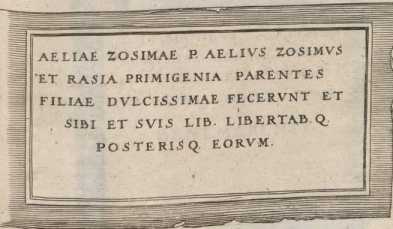 AELIAE ZOSIMAE P. AELIVS ZOSIMVS
ET RASIA PRIMIGENIA PARENTES
FILIAE DVLCISSIMAE FECERVNT ET
SIBI ET SVIS LIB. LIBERTAB. Q.
POSTERISQ. EORVM.